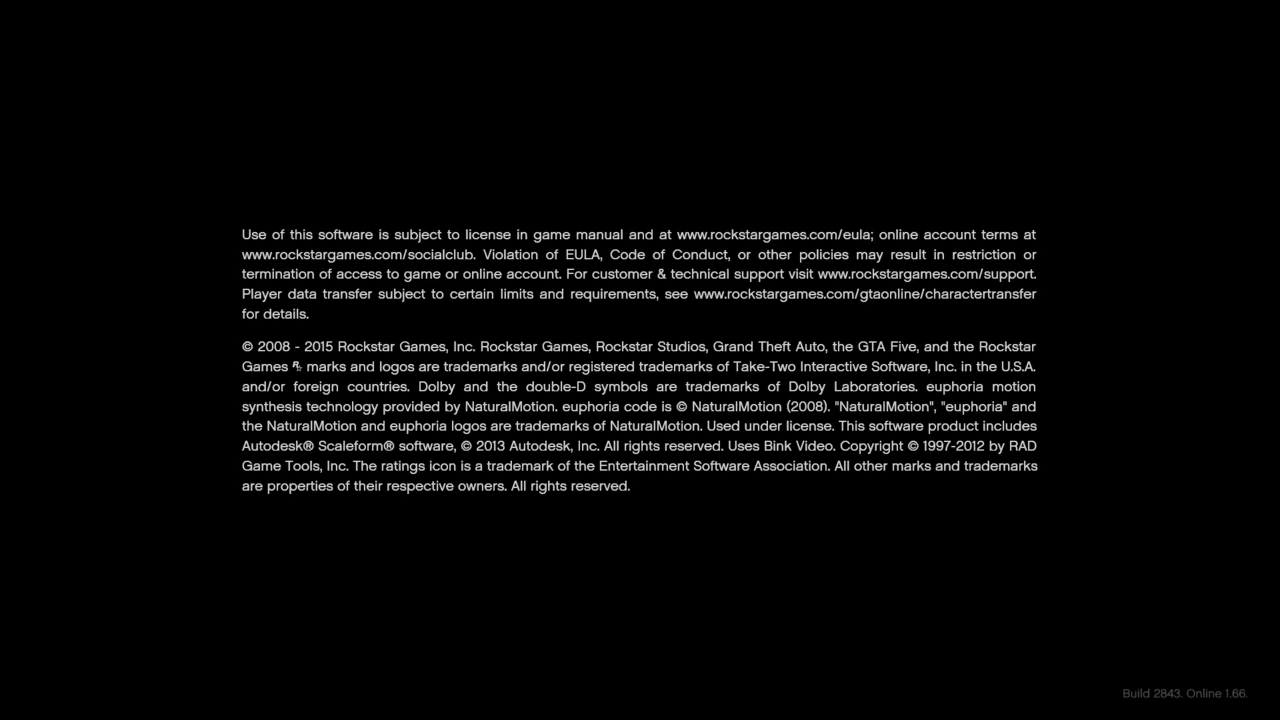 Use of this software is subject to license in game manual and at www.rockstargames.com/eula; online account terms at
www.rockstargames.com/socialclub. Violation of EULA, Code of Conduct, or other policies may result in restriction or
termination of access to game or online account. For customer & technical support visit www.rockstargames.com/support.
Player data transfer subject to certain limits and requirements, see www.rockstargames.com/gtaonline/charactertransfer
for details.
© 2008 - 2015 Rockstar Games, Inc. Rockstar Games, Rockstar Studios, Grand Theft Auto, the GTA Five, and the Rockstar
Games R* marks and logos are trademarks and/or registered trademarks of Take-Two Interactive Software, Inc. in the U.S.A.
and/or foreign countries. Dolby and the double-D symbols are trademarks of Dolby Laboratories. euphoria motion
synthesis technology provided by NaturalMotion. euphoria code is © NaturalMotion (2008). "NaturalMotion", "euphoria" and
the NaturalMotion and euphoria logos are trademarks of NaturalMotion. Used under license. This software product includes
Autodesk® Scaleform® software, © 2013 Autodesk, Inc. All rights reserved. Uses Bink Video. Copyright © 1997-2012 by RAD
Game Tools, Inc. The ratings icon is a trademark of the Entertainment Software Association. All other marks and trademarks
are properties of their respective owners. All rights reserved.
Build 2843. Online 1.66.